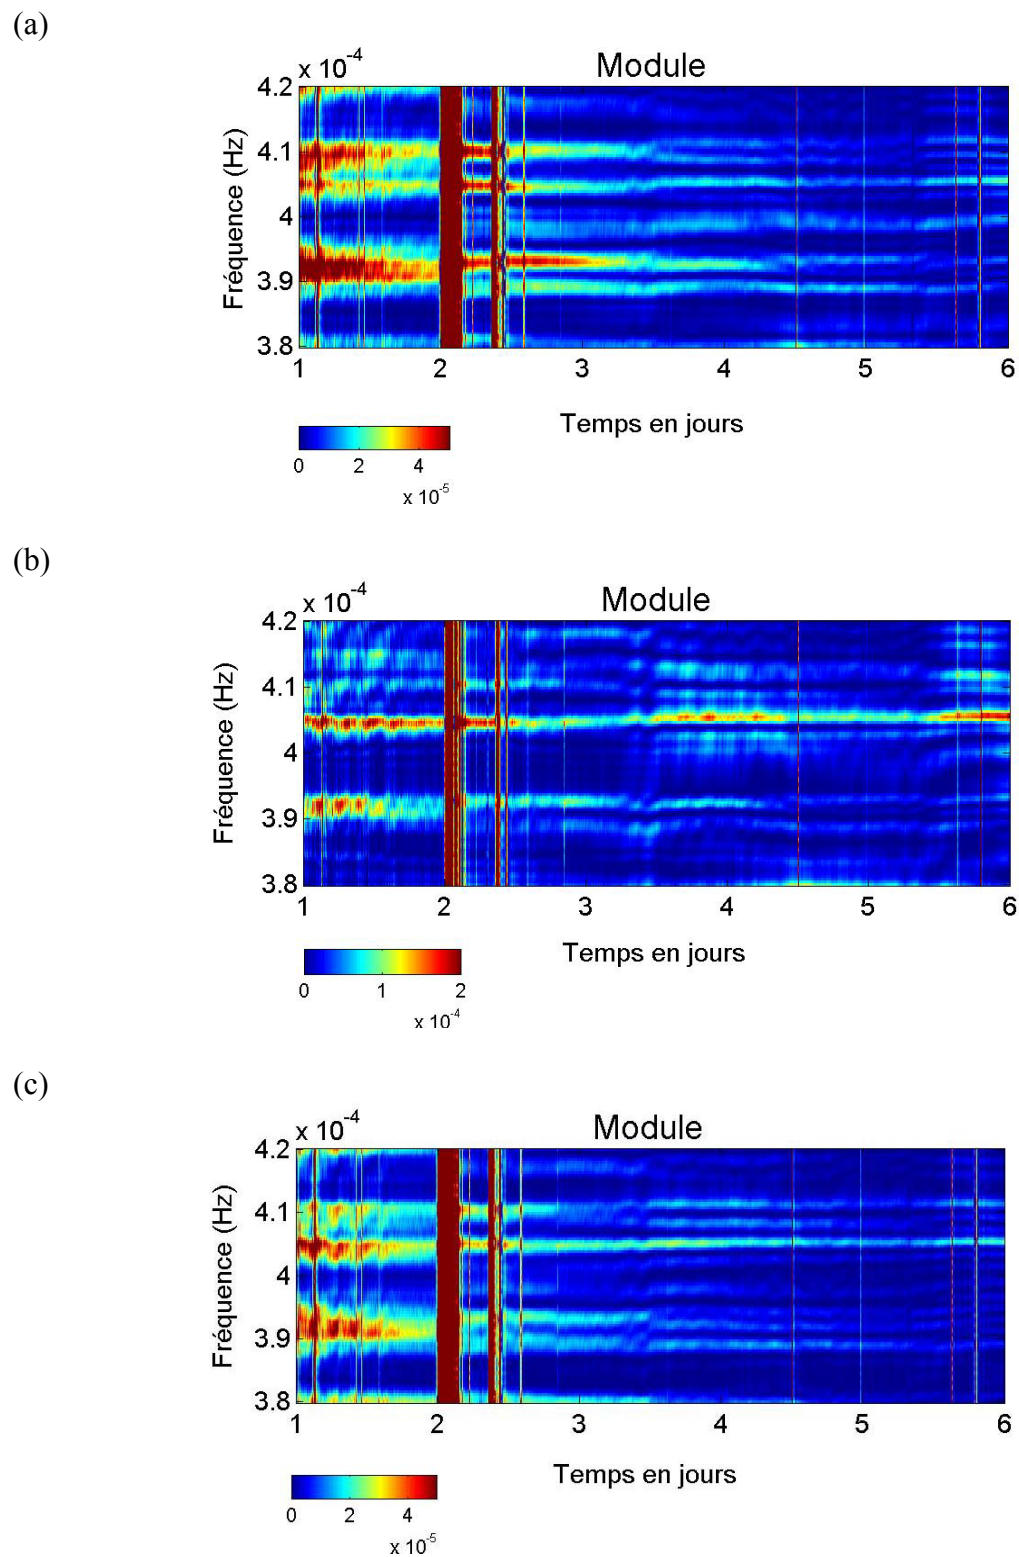 (a)
x 10-4
Module
4.2
4.1
4
3.9
3.8
Fréquence (Hz)
1 2 3 4 5 6
Temps en jours
0 2 4
x 10-5
(b)
x 10-4
Module
4.2
4.1
4
3.9
3.8
Fréquence (Hz)
1 2 3 4 5 6
Temps en jours
0 1 2
x 10-4
(c)
x 10-4
Module
4.2
4.1
4
3.9
3.8
Fréquence (Hz)
1 2 3 4 5 6
Temps en jours
0 2 4
x 10-5